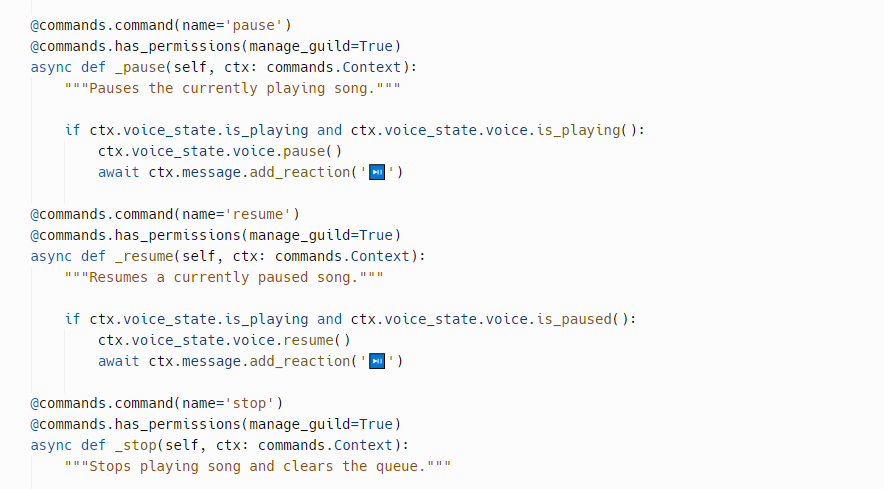 @commands.command(name='pause')
@commands.has_permissions(manage_guild=True)
async def _pause(self, ctx: commands.Context):
    """Pauses the currently playing song."""

    if ctx.voice_state.is_playing and ctx.voice_state.voice.is_playing():
        ctx.voice_state.voice.pause()
        await ctx.message.add_reaction('⏯')

@commands.command(name='resume')
@commands.has_permissions(manage_guild=True)
async def _resume(self, ctx: commands.Context):
    """Resumes a currently paused song."""

    if ctx.voice_state.is_playing and ctx.voice_state.voice.is_paused():
        ctx.voice_state.voice.resume()
        await ctx.message.add_reaction('⏯')

@commands.command(name='stop')
@commands.has_permissions(manage_guild=True)
async def _stop(self, ctx: commands.Context):
    """Stops playing song and clears the queue."""